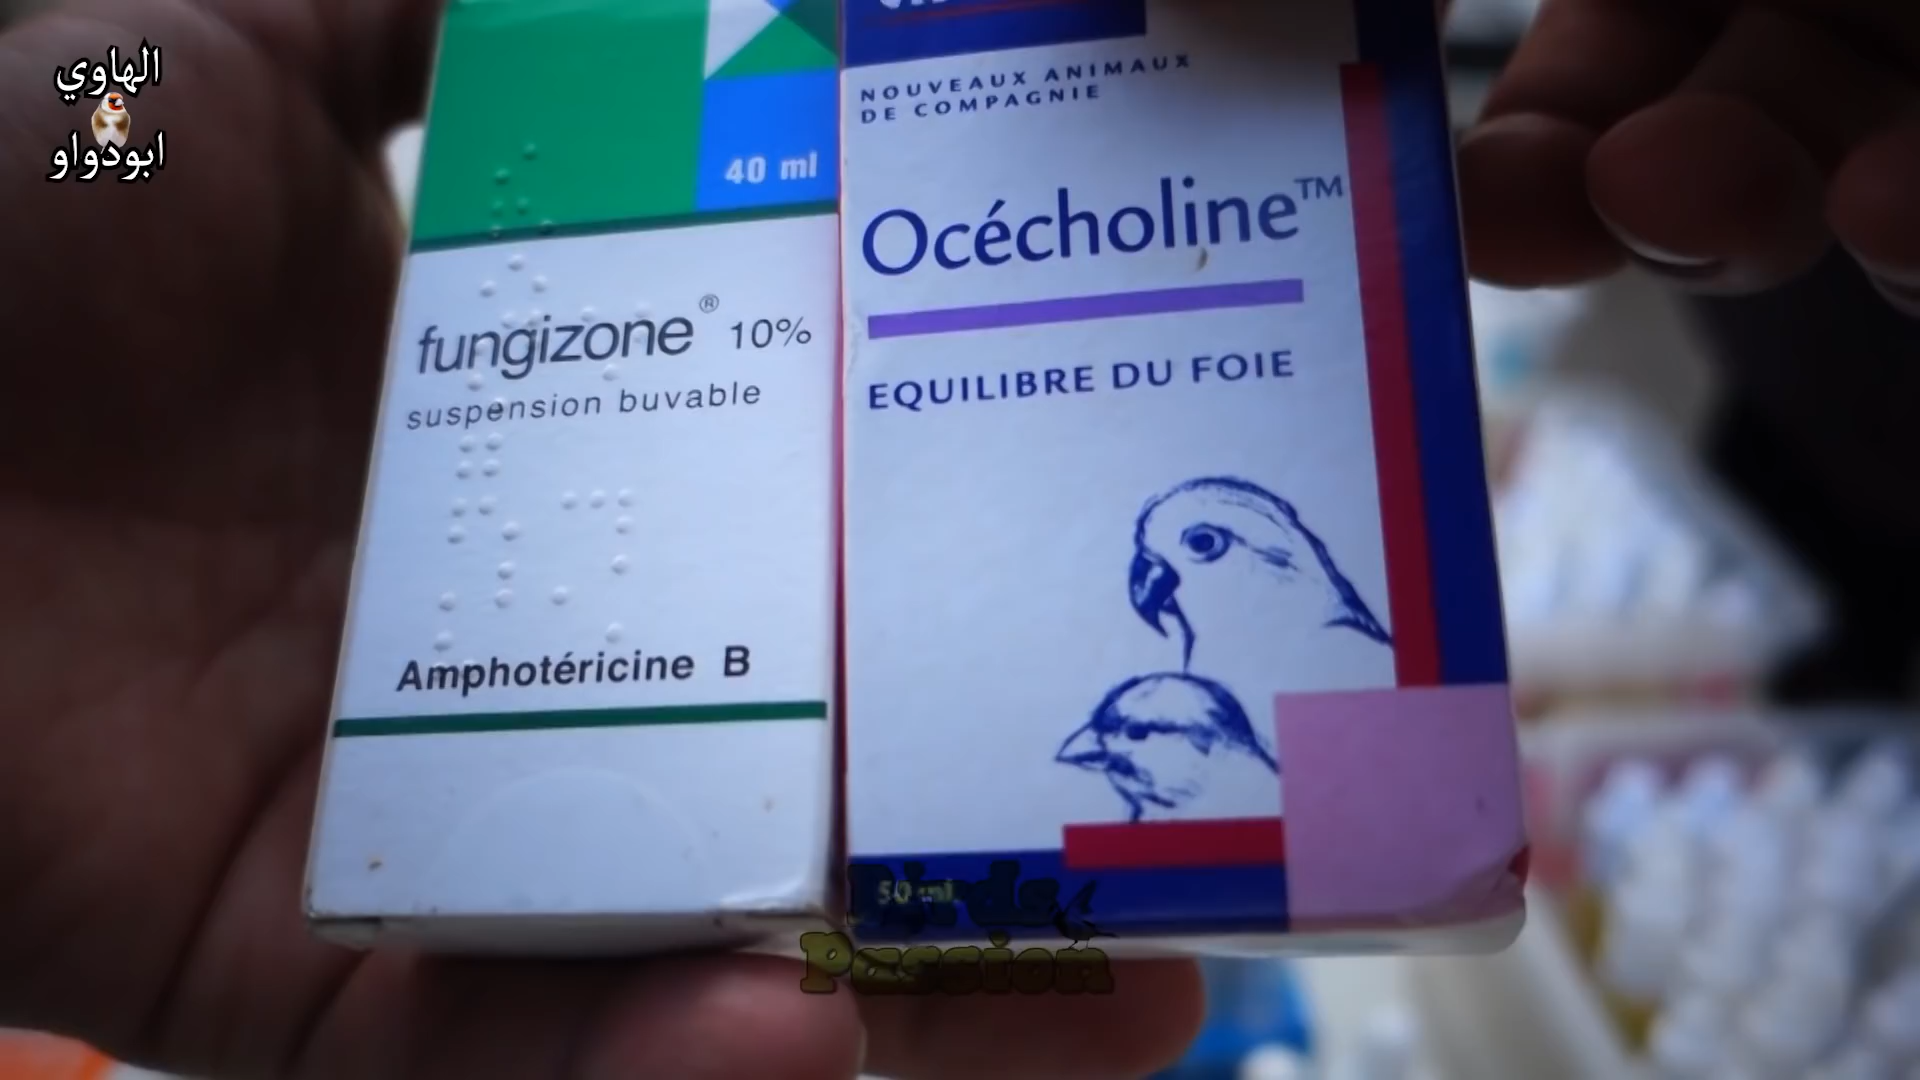 الهاوي
ابودواو
40 ml
fungizone® 10%
suspension buvable
Amphotéricine B
NOUVEAUX ANIMAUX
DE COMPAGNIE
Océcholine™
EQUILIBRE DU FOIE
50 ml
Birds
Passion